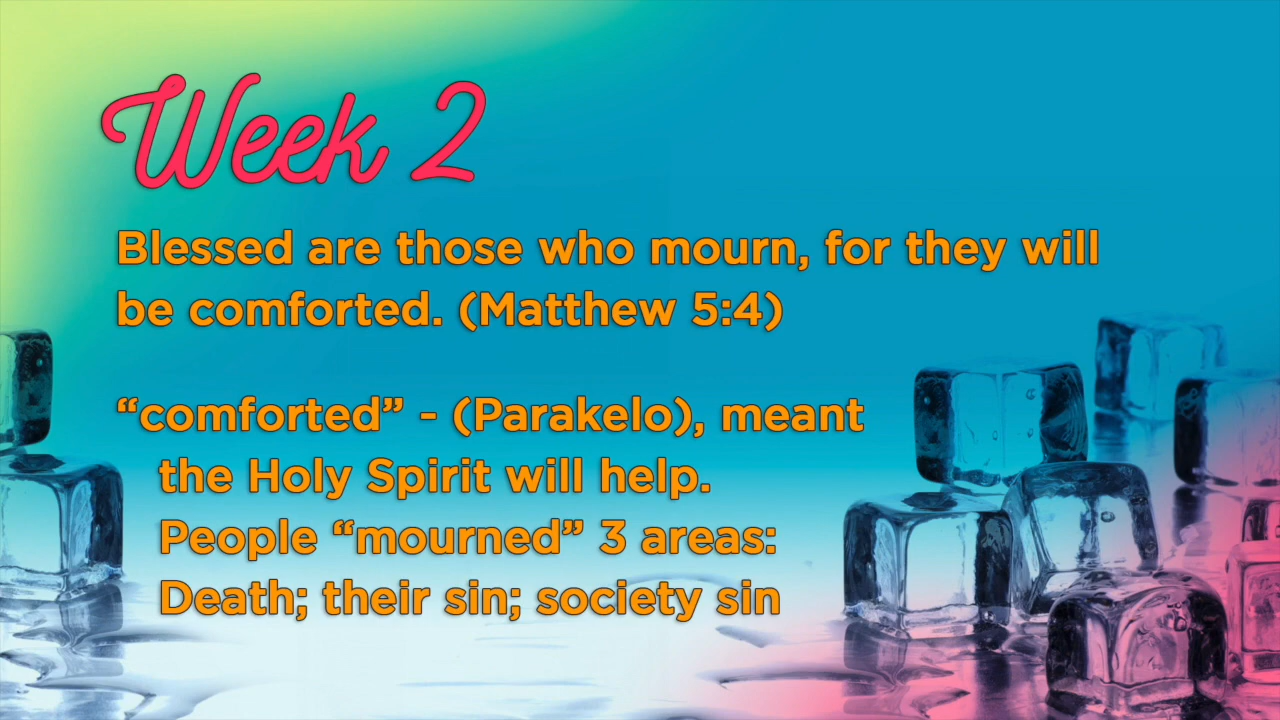 Week 2
Blessed are those who mourn, for they will
be comforted. (Matthew 5:4)
“comforted” - (Parakelo), meant
the Holy Spirit will help.
People “mourned” 3 areas:
Death; their sin; society sin